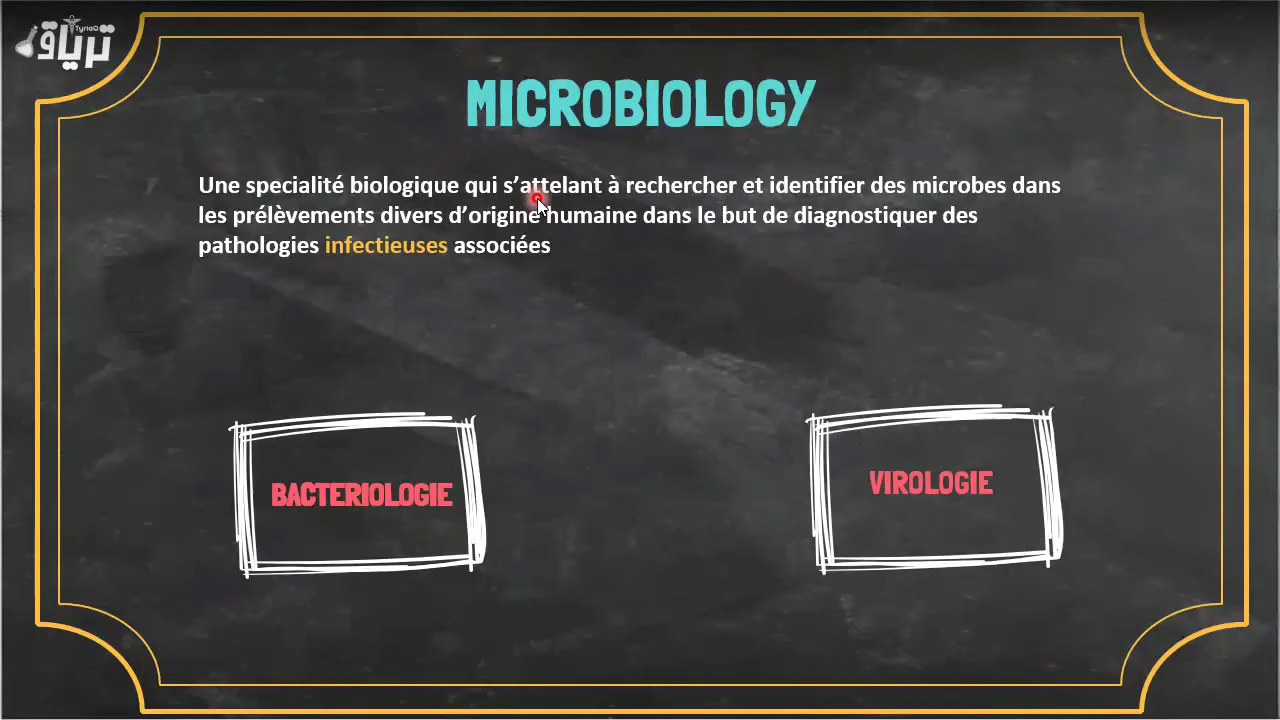 TyriaQ
ترياق
MICROBIOLOGY
Une specialité biologique qui s’attelant à rechercher et identifier des microbes dans
les prélèvements divers d’origine humaine dans le but de diagnostiquer des
pathologies infectieuses associées
BACTERIOLOGIE
VIROLOGIE